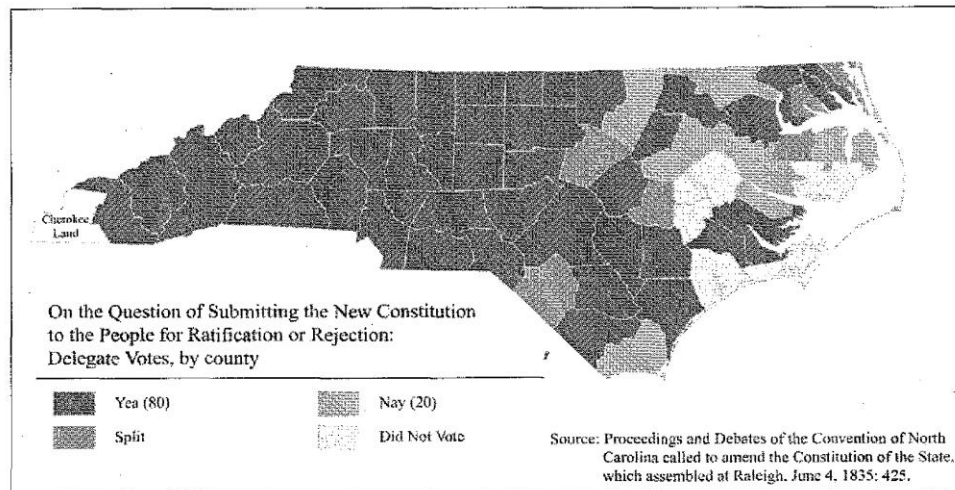 Cherokee
Land
On the Question of Submitting the New Constitution
to the People for Ratification or Rejection:
Delegate Votes, by county
Yea (80)
Nay (20)
Split
Did Not Vote
Source: Proceedings and Debates of the Convention of North
Carolina called to amend the Constitution of the State,
which assembled at Raleigh, June 4, 1835: 425.